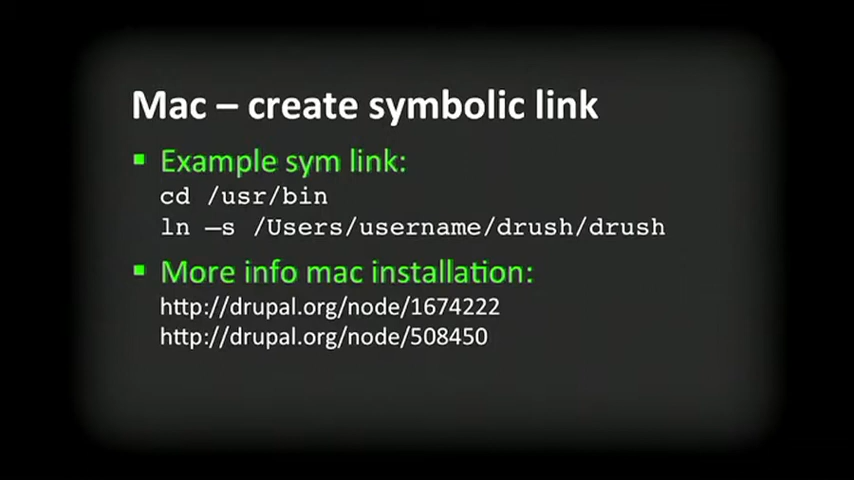 Mac – create symbolic link
▪ Example sym link:
cd /usr/bin
ln –s /Users/username/drush/drush
▪ More info mac installation:
http://drupal.org/node/1674222
http://drupal.org/node/508450